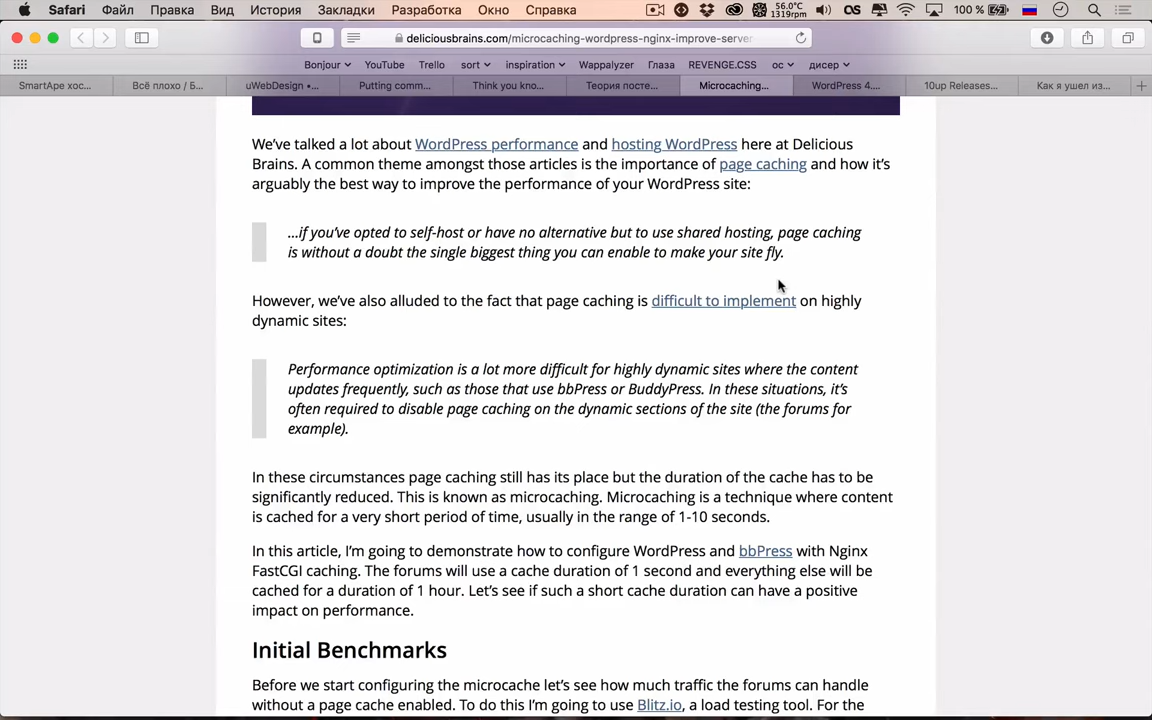 Safari Файл Правка Вид История Закладки Разработка Окно Справка 56.0°C 1319rpm 100 %
deliciousbrains.com/microcaching-wordpress-nginx-improve-server
Bonjour YouTube Trello sort inspiration Wappalyzer Глаза REVENGE.CSS ос дисер
SmartApe хос... Всё плохо / Б... uWebDesign •... Putting comm... Think you kno... Теория посте... Microcaching... WordPress 4.... 10up Releases... Как я ушел из...
We've talked a lot about WordPress performance and hosting WordPress here at Delicious
Brains. A common theme amongst those articles is the importance of page caching and how it's
arguably the best way to improve the performance of your WordPress site:
...if you've opted to self-host or have no alternative but to use shared hosting, page caching
is without a doubt the single biggest thing you can enable to make your site fly.
However, we've also alluded to the fact that page caching is difficult to implement on highly
dynamic sites:
Performance optimization is a lot more difficult for highly dynamic sites where the content
updates frequently, such as those that use bbPress or BuddyPress. In these situations, it's
often required to disable page caching on the dynamic sections of the site (the forums for
example).
In these circumstances page caching still has its place but the duration of the cache has to be
significantly reduced. This is known as microcaching. Microcaching is a technique where content
is cached for a very short period of time, usually in the range of 1-10 seconds.
In this article, I'm going to demonstrate how to configure WordPress and bbPress with Nginx
FastCGI caching. The forums will use a cache duration of 1 second and everything else will be
cached for a duration of 1 hour. Let's see if such a short cache duration can have a positive
impact on performance.
Initial Benchmarks
Before we start configuring the microcache let's see how much traffic the forums can handle
without a page cache enabled. To do this I'm going to use Blitz.io, a load testing tool. For the